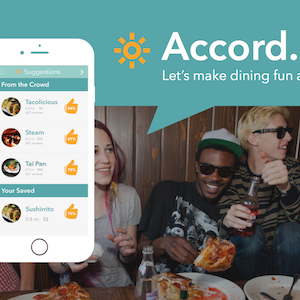 Accord.
Let's make dining fun a
Suggestions
From the Crowd
Tacolicious
Steam
Tai Pan
Your Saved
Sushirrito